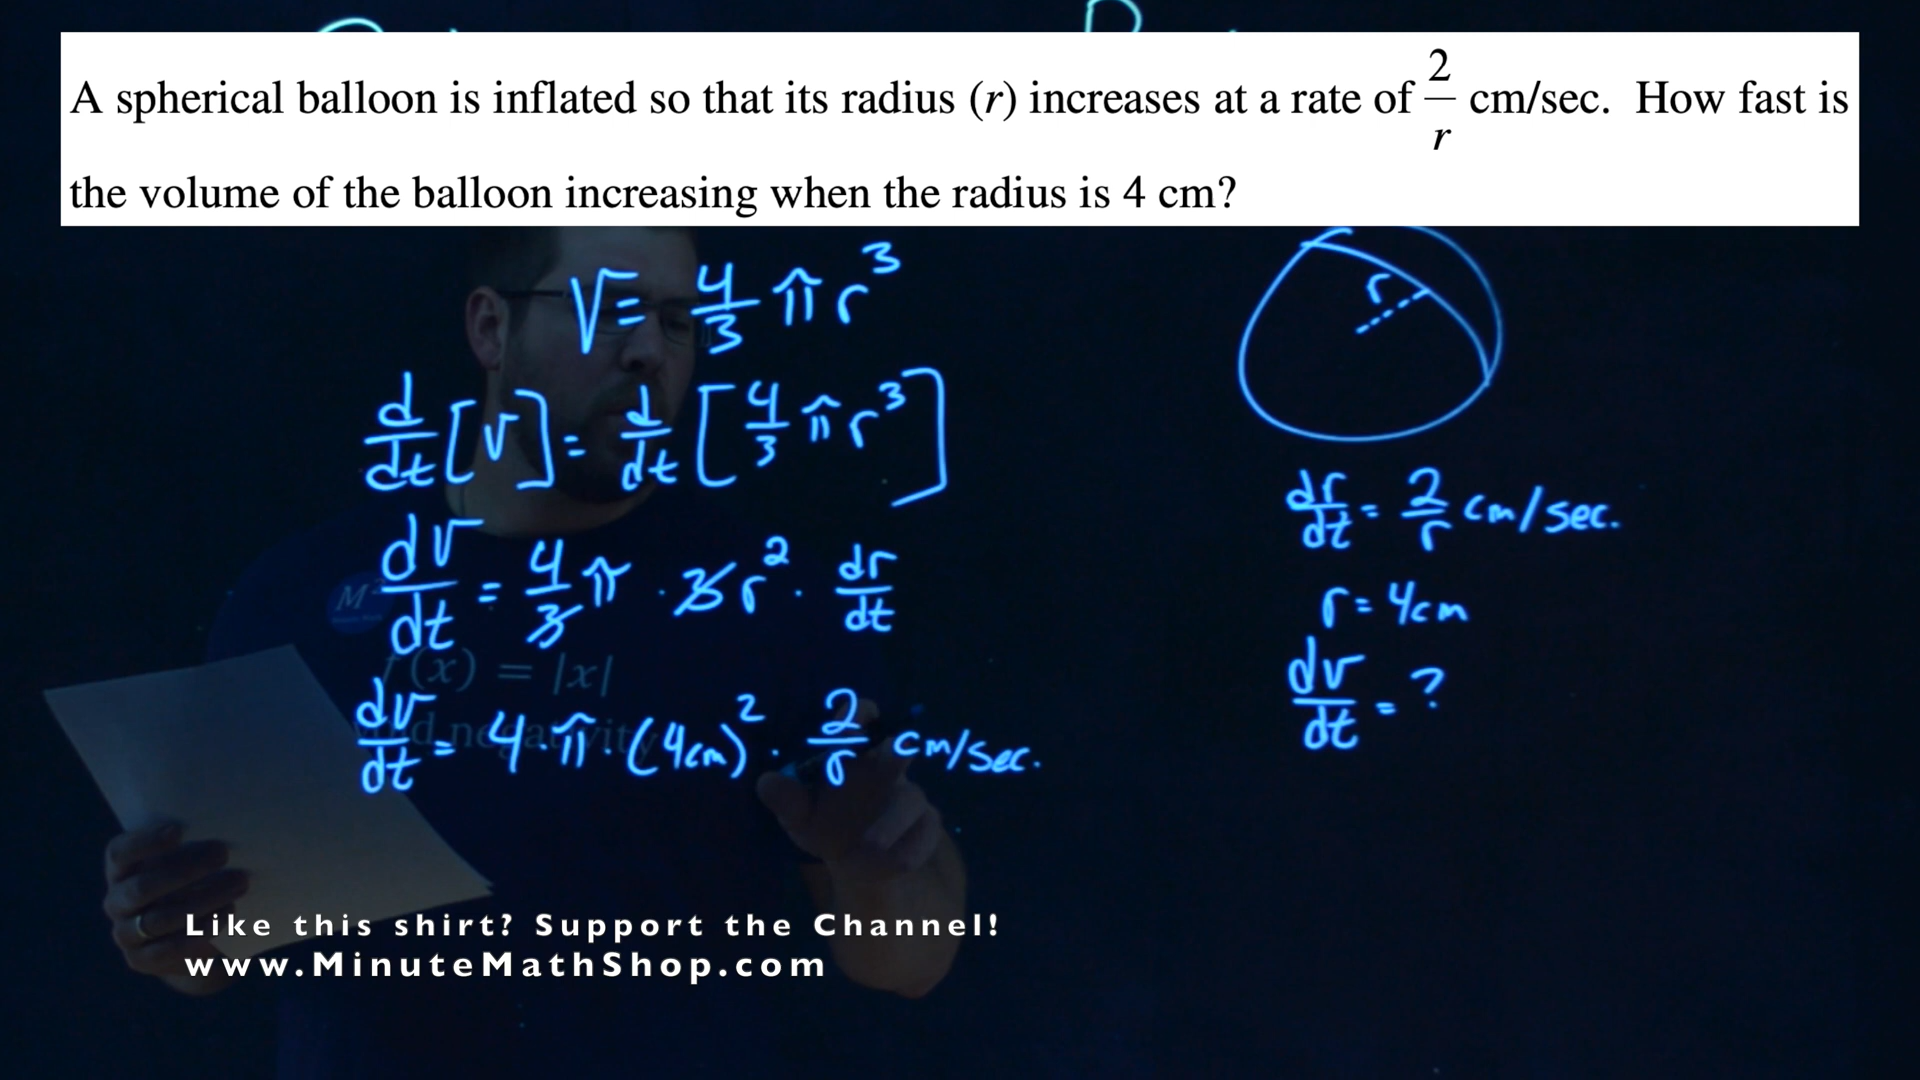 A spherical balloon is inflated so that its radius (r) increases at a rate of 2/r cm/sec. How fast is
the volume of the balloon increasing when the radius is 4 cm?
V = 4/3 π r³
r
d/dt [V] = d/dt [4/3 π r³]
dV/dt = 4/3 π · 3r² · dr/dt
dV/dt = 4 · π · (4cm)² · 2/r cm/sec.
dr/dt = 2/r cm/sec.
r = 4cm
dV/dt = ?
M²
f(x) = |x|
Like this shirt? Support the Channel!
www.MinuteMathShop.com